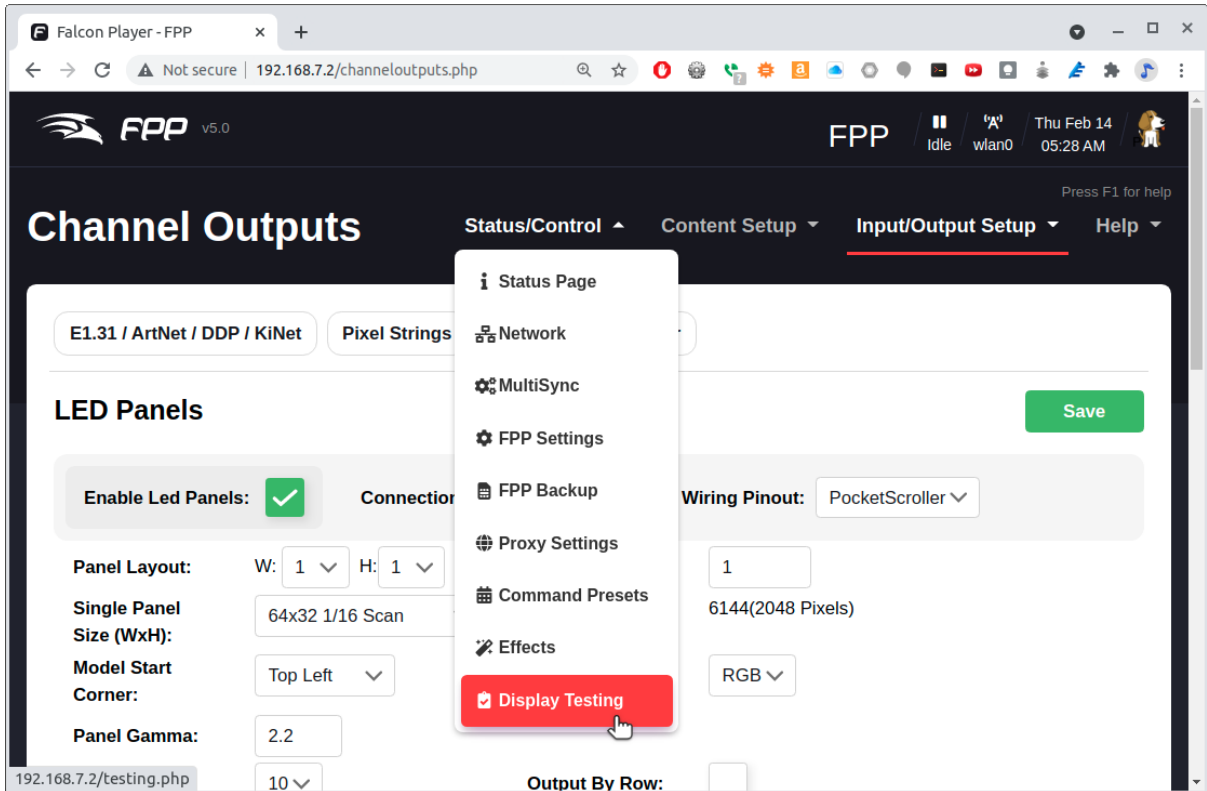 Falcon Player - FPP
Not secure 192.168.7.2/channeloutputs.php
FPP v5.0
FPP
Idle
wlan0
Thu Feb 14
05:28 AM
Press F1 for help
Channel Outputs
Status/Control
Content Setup
Input/Output Setup
Help
Status Page
Network
MultiSync
FPP Settings
FPP Backup
Proxy Settings
Command Presets
Effects
Display Testing
E1.31 / ArtNet / DDP / KiNet
Pixel Strings
LED Panels
Save
Enable Led Panels:
Connection
Wiring Pinout: PocketScroller
Panel Layout: W: 1 H: 1
1
Single Panel
Size (WxH):
64x32 1/16 Scan
6144(2048 Pixels)
Model Start
Corner:
Top Left
RGB
Panel Gamma: 2.2
192.168.7.2/testing.php
10
Output By Row: